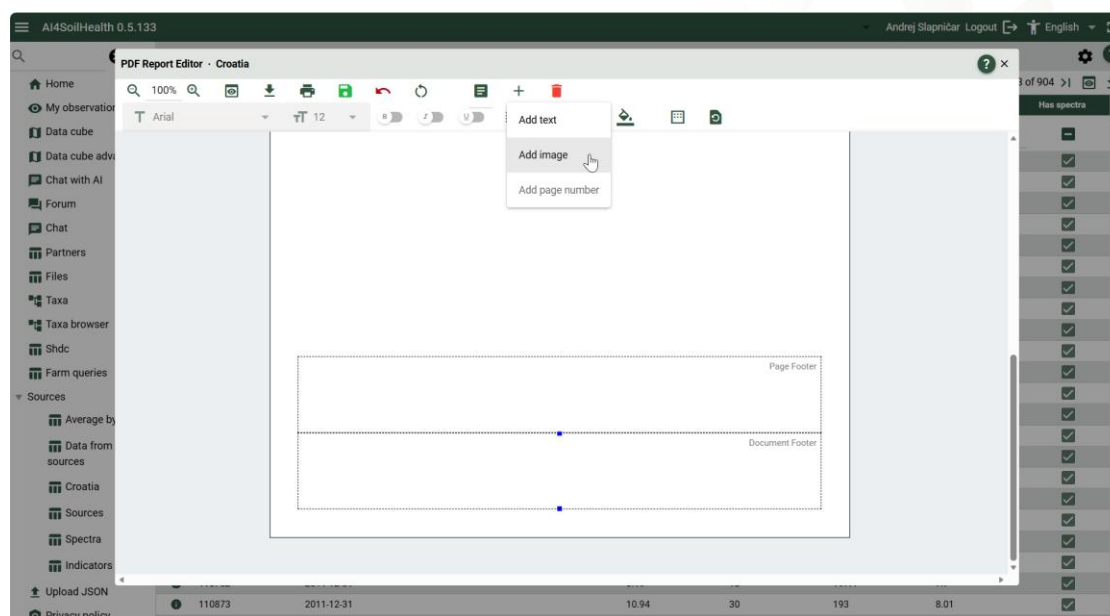 AI4SoilHealth 0.5.133
Andrej Slapničar Logout English
PDF Report Editor · Croatia
100%
Arial
12
B
I
U
Add text
Add image
Add page number
of 904
Has spectra
Home
My observation
Data cube
Data cube adva
Chat with AI
Forum
Chat
Partners
Files
Taxa
Taxa browser
Shdc
Farm queries
Sources
Average by
Data from
sources
Croatia
Sources
Spectra
Indicators
Upload JSON
Page Footer
Document Footer
110873 2011-12-31 10.94 30 193 8.01
Privacy policy